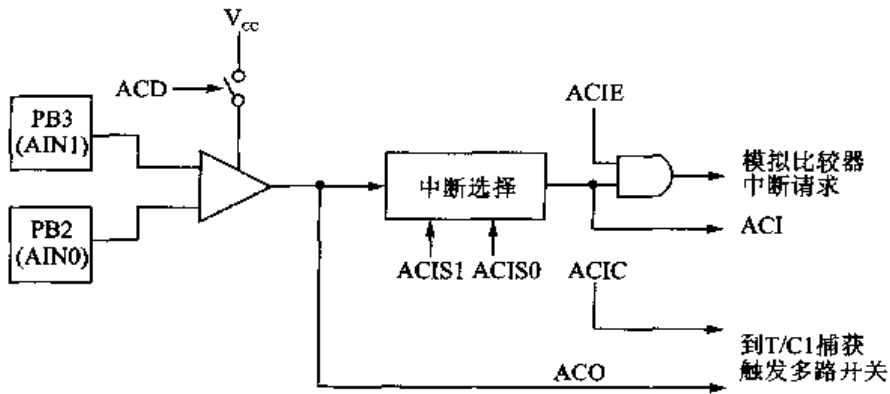 Vcc
ACD
PB3
(AIN1)
PB2
(AIN0)
中断选择
ACIS1 ACIS0
ACIE
模拟比较器
中断请求
ACI
ACIC
到T/C1捕获
触发多路开关
ACO